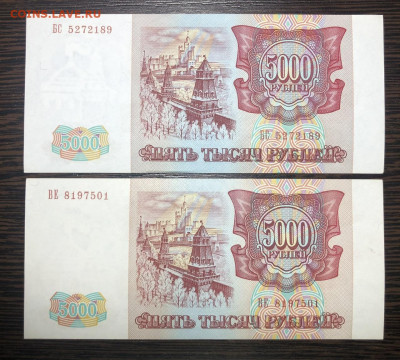 COINS.LAVE.RU
БС 5272189
5000
РУБЛЕЙ
БС 5272189
5000
ПЯТЬ ТЫСЯЧ РУБЛЕЙ
ВЕ 8197501
5000
РУБЛЕЙ
ВЕ 8197501
5000
ПЯТЬ ТЫСЯЧ РУБЛЕЙ